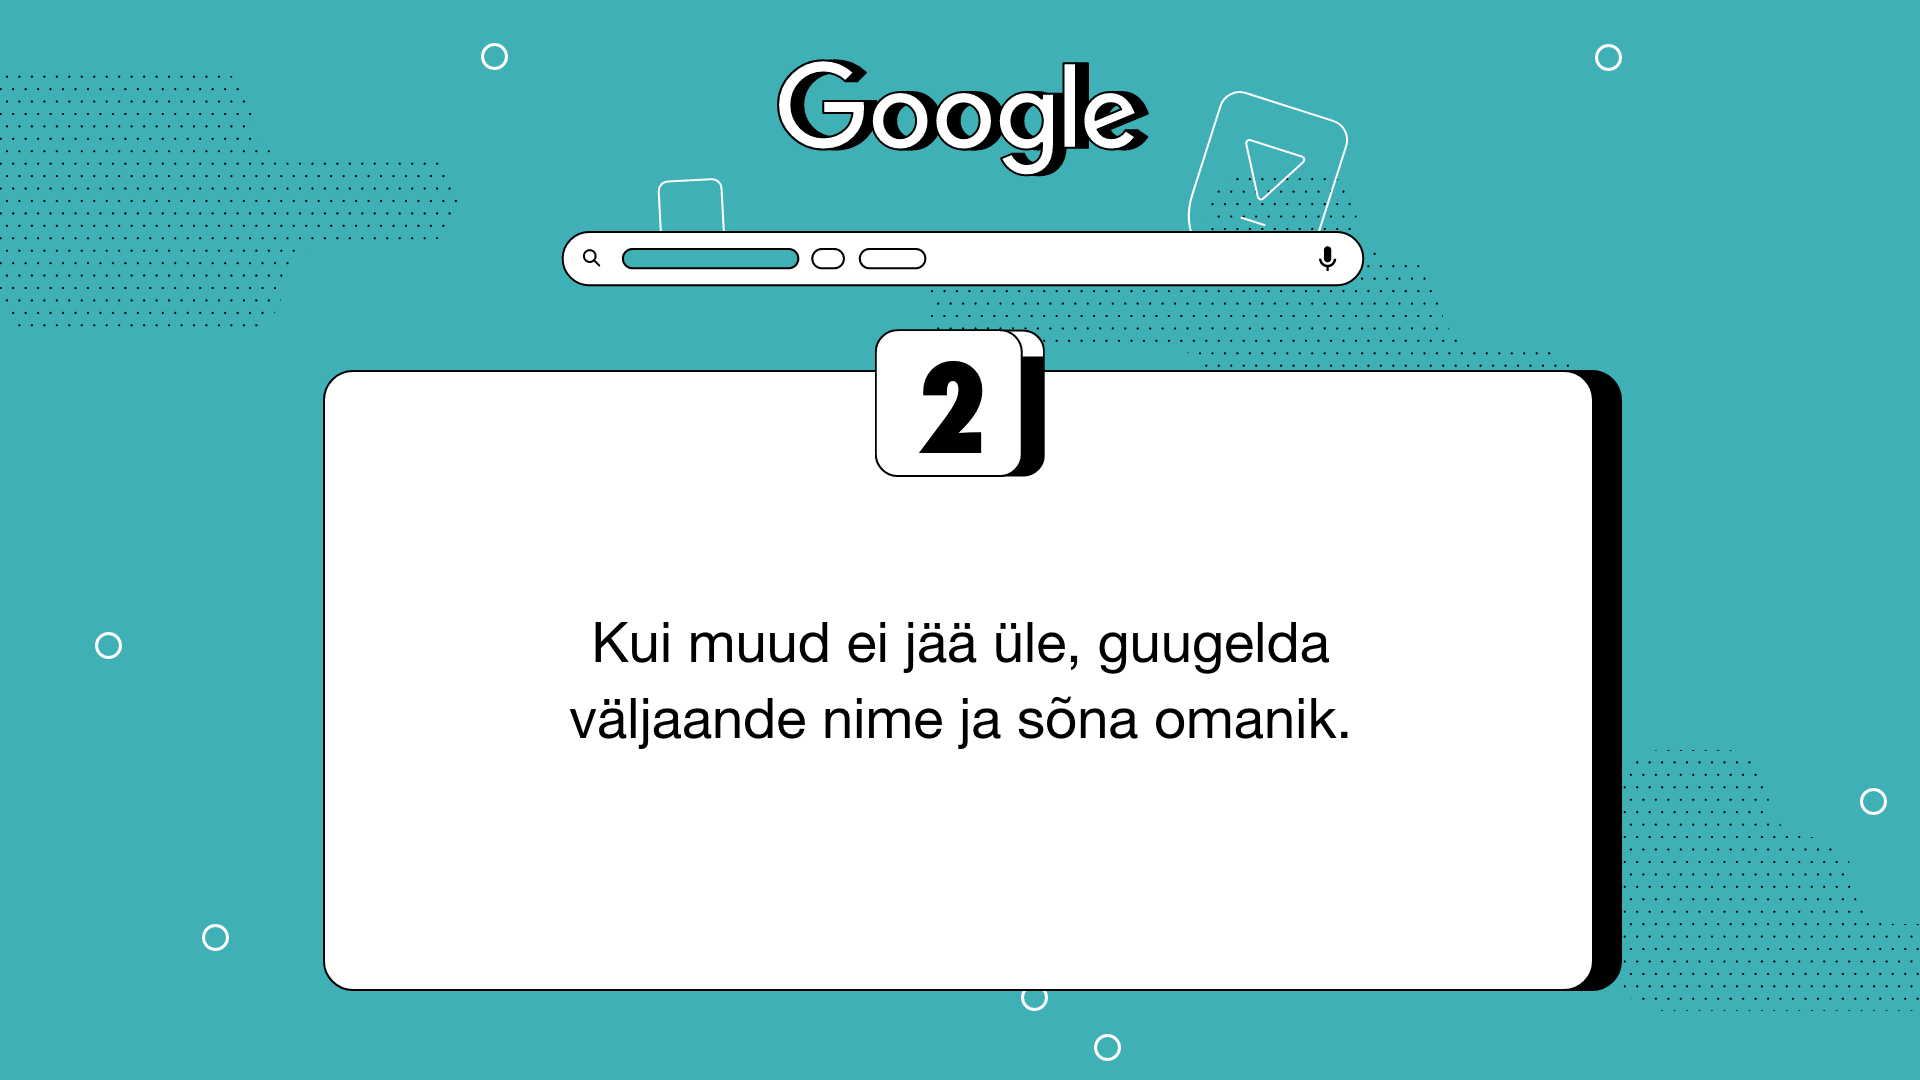 Google
2
Kui muud ei jää üle, guugelda
väljaande nime ja sõna omanik.